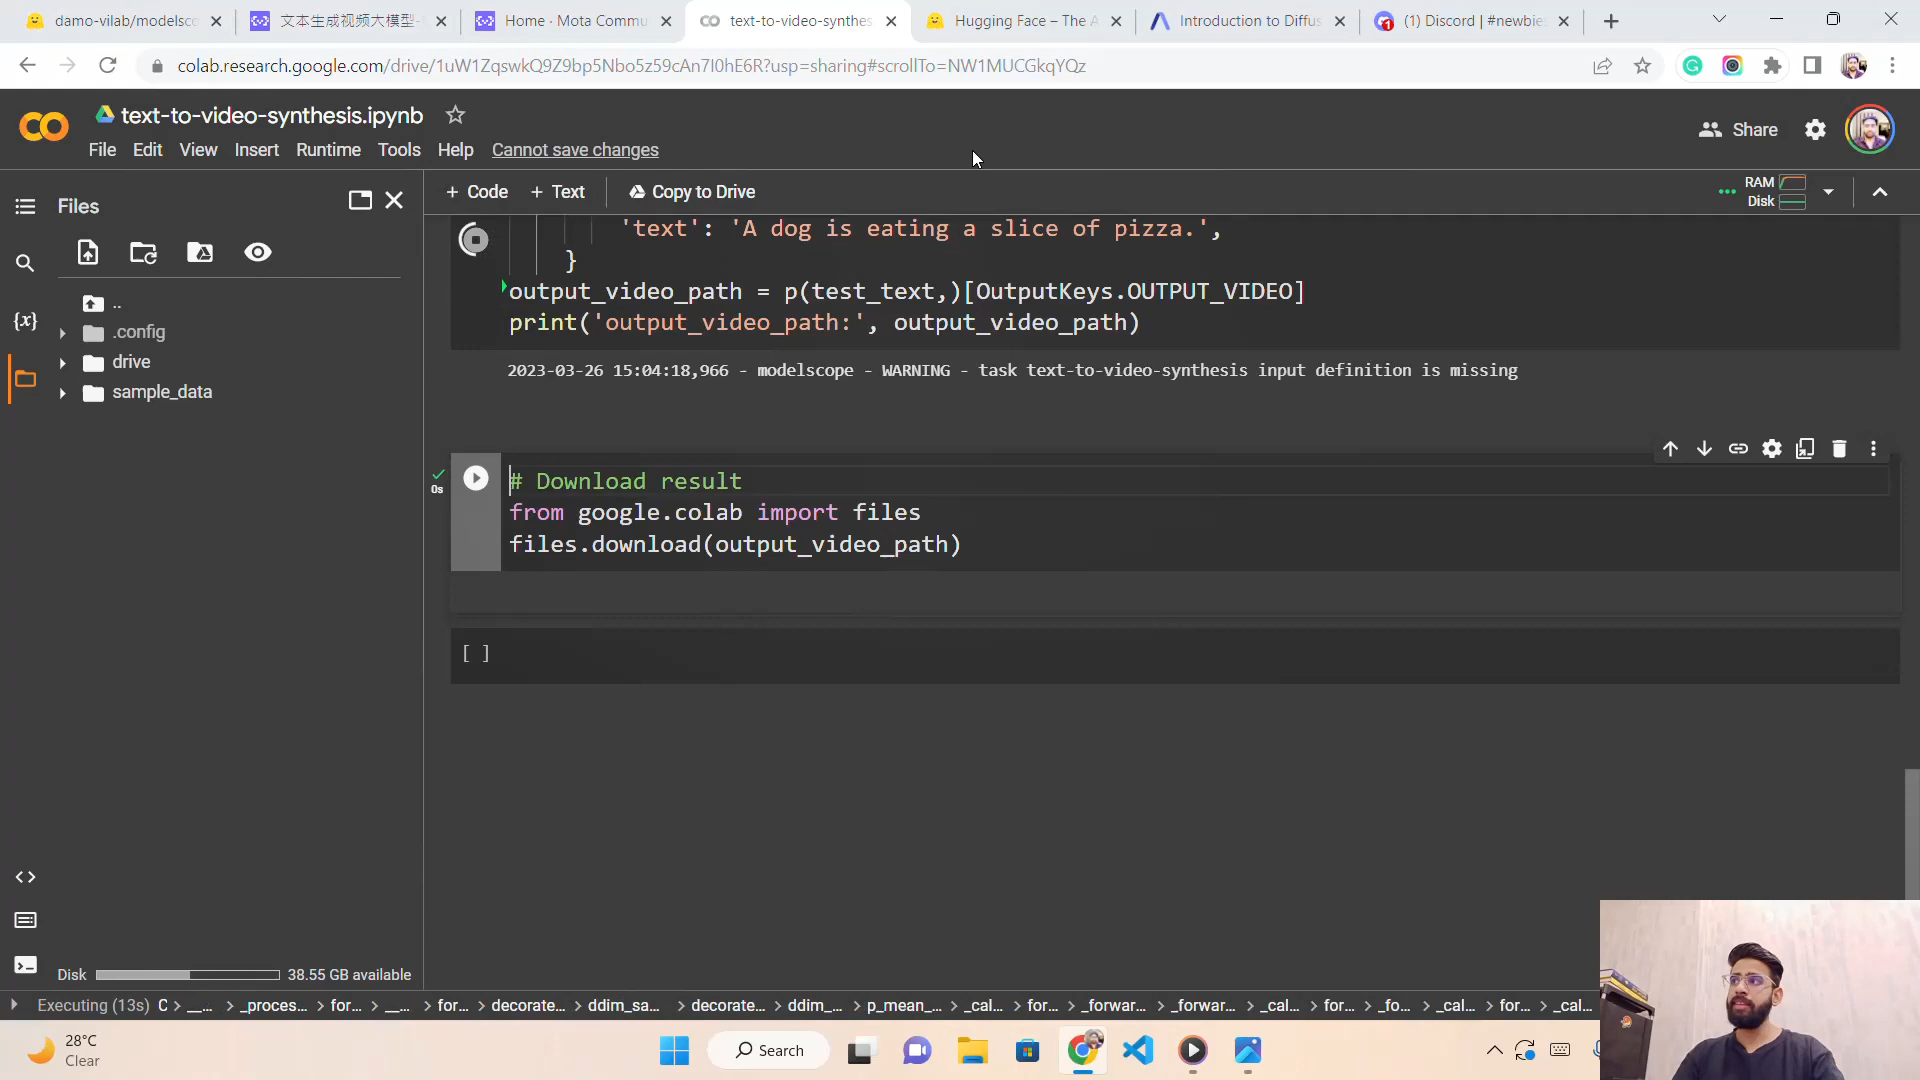 damo-vilab/modelsco
文本生成视频大模型-
Home · Mota Commu
text-to-video-synthes
Hugging Face – The A
Introduction to Diffus
(1) Discord | #newbies
colab.research.google.com/drive/1uW1ZqswkQ9Z9bp5Nbo5z59cAn7I0hE6R?usp=sharing#scrollTo=NW1MUCGkqYQz
text-to-video-synthesis.ipynb
Share
File Edit View Insert Runtime Tools Help Cannot save changes
Files
+ Code + Text Copy to Drive
RAM
Disk
'text': 'A dog is eating a slice of pizza.',
}
output_video_path = p(test_text,)[OutputKeys.OUTPUT_VIDEO]
print('output_video_path:', output_video_path)
2023-03-26 15:04:18,966 - modelscope - WARNING - task text-to-video-synthesis input definition is missing
..
.config
drive
sample_data
{x}
0s
# Download result
from google.colab import files
files.download(output_video_path)
[ ]
Disk 38.55 GB available
Executing (13s) C > __... > _proces... > for... > __... > for... > decorate... > ddim_sa... > decorate... > ddim_... > p_mean_... > _cal... > for... > _forwar... > _forwar... > _cal... > for... > _fo... > _cal... > for... > _cal...
28°C
Clear
Search